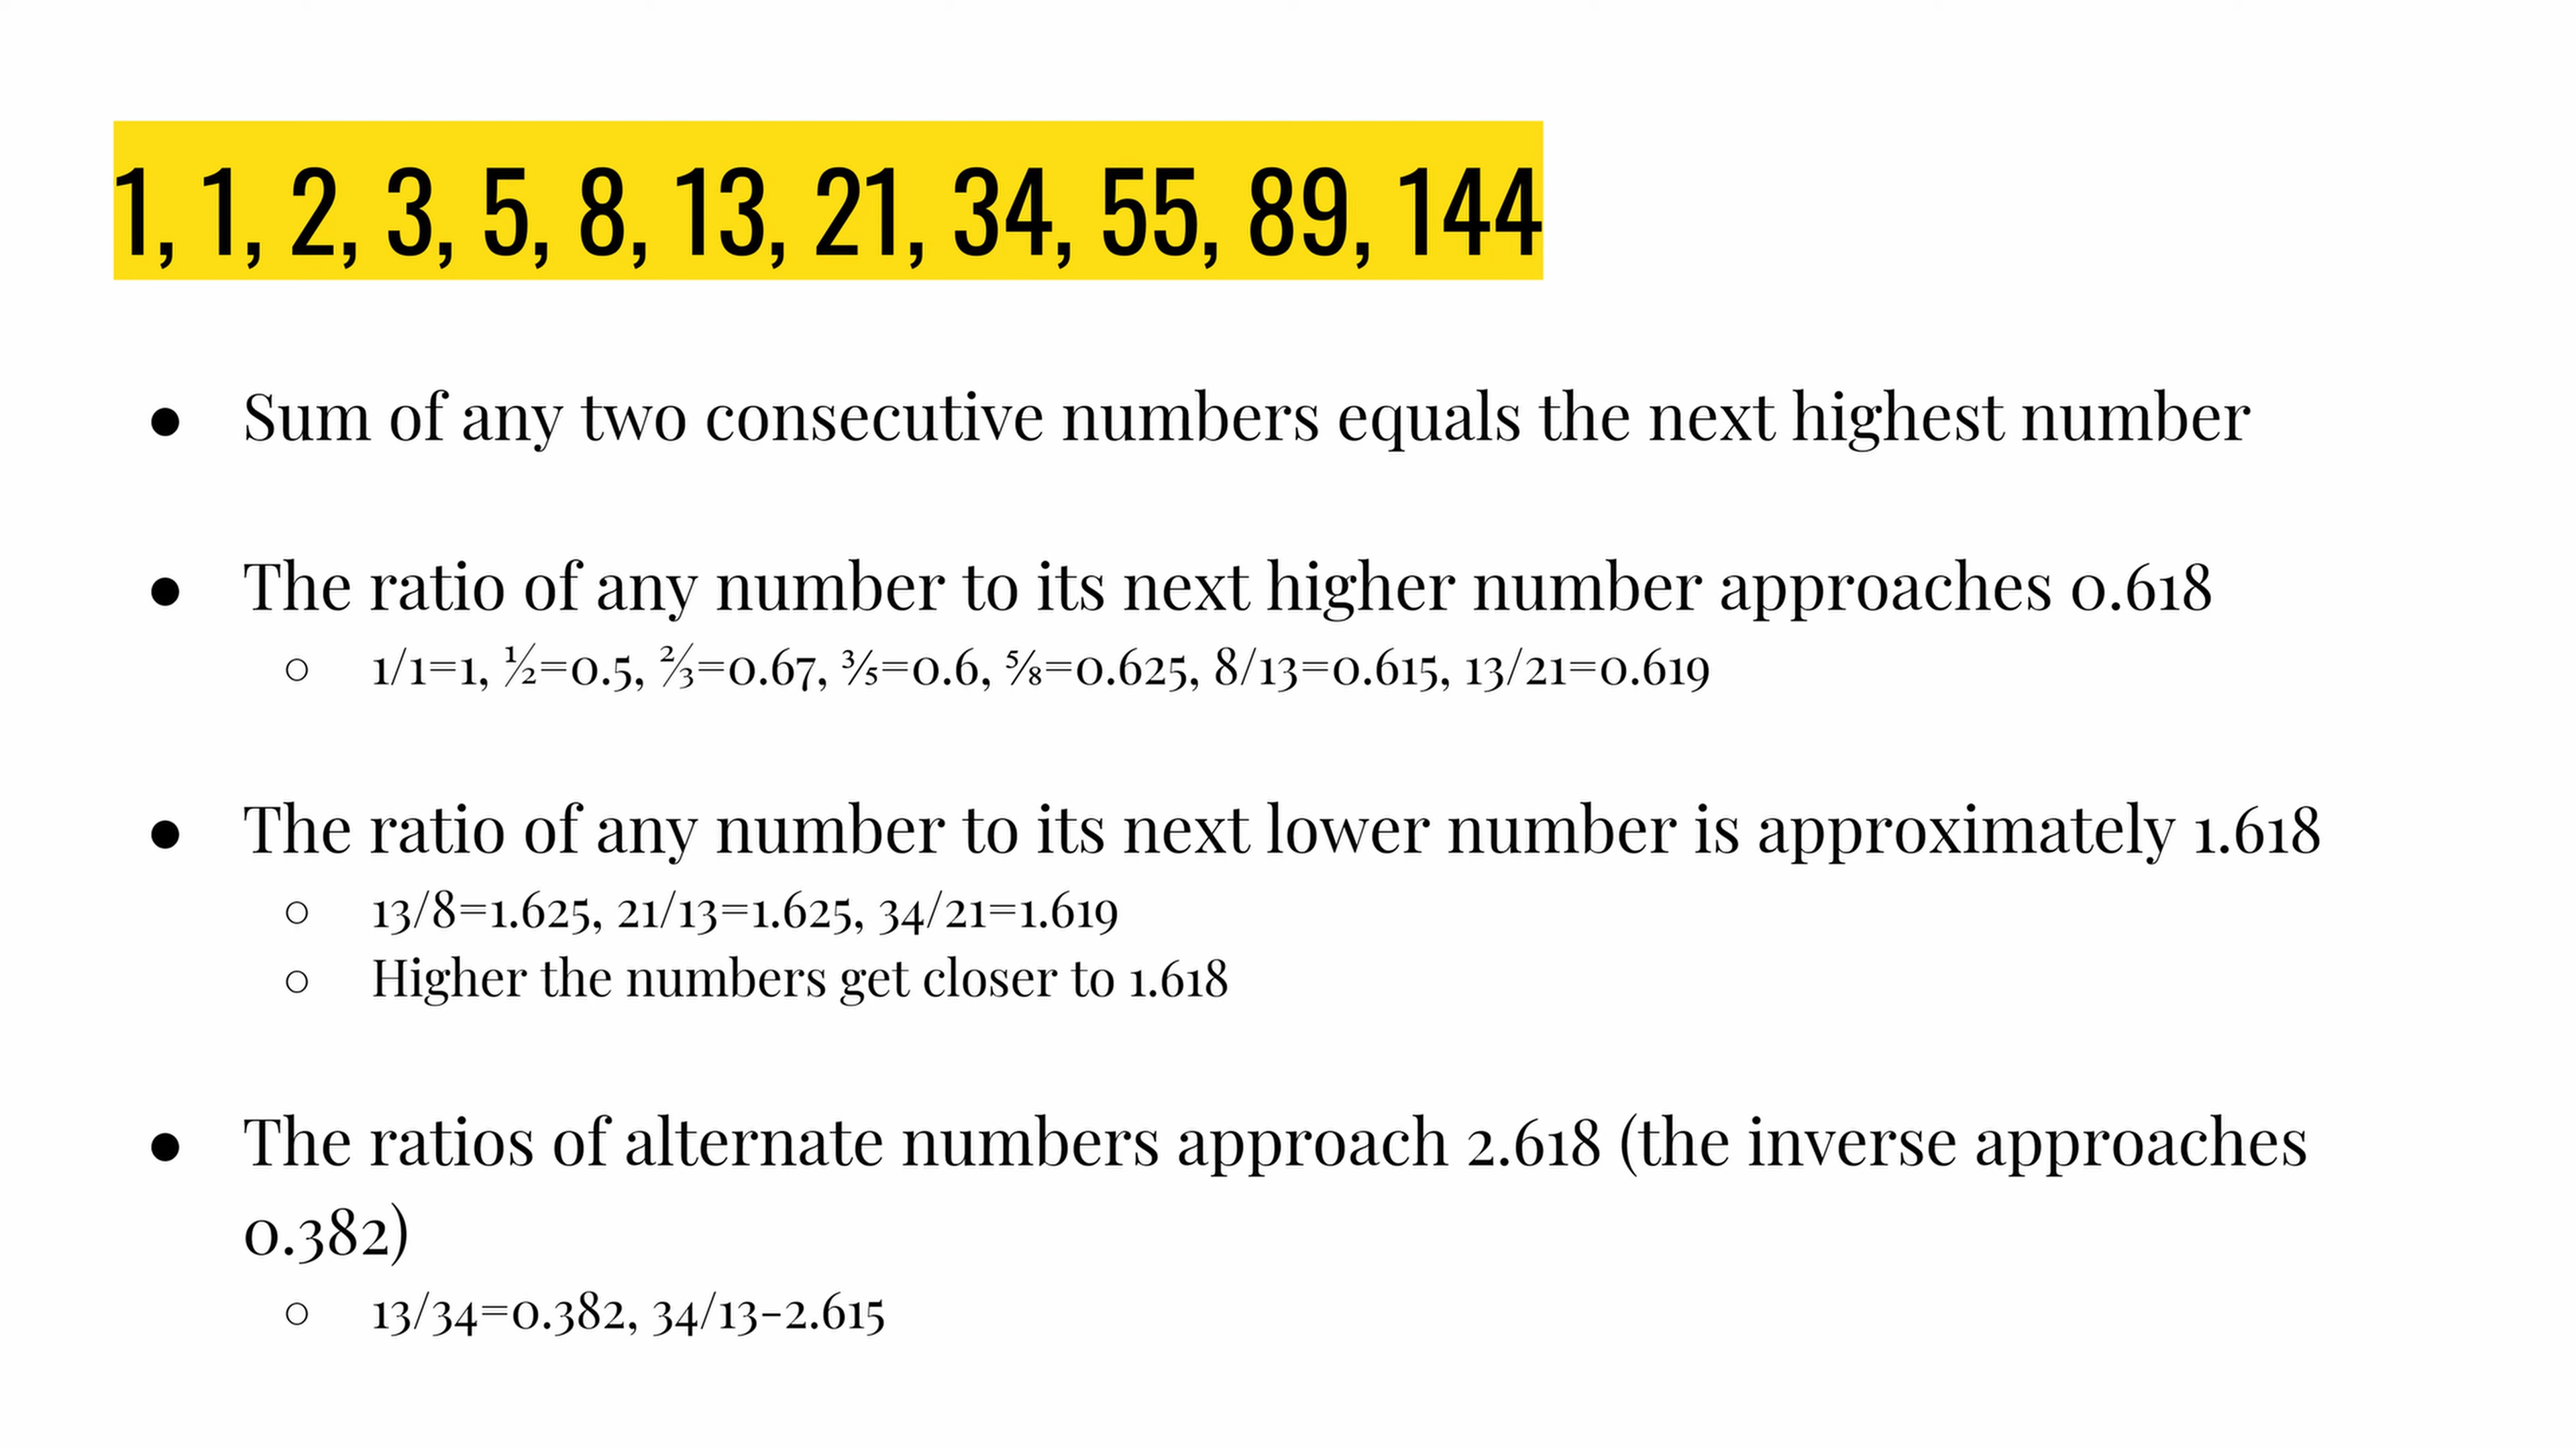 1, 1, 2, 3, 5, 8, 13, 21, 34, 55, 89, 144
● Sum of any two consecutive numbers equals the next highest number
● The ratio of any number to its next higher number approaches 0.618
○ 1/1=1, ½=0.5, ⅔=0.67, ⅗=0.6, ⅝=0.625, 8/13=0.615, 13/21=0.619
● The ratio of any number to its next lower number is approximately 1.618
○ 13/8=1.625, 21/13=1.625, 34/21=1.619
○ Higher the numbers get closer to 1.618
● The ratios of alternate numbers approach 2.618 (the inverse approaches
0.382)
○ 13/34=0.382, 34/13-2.615